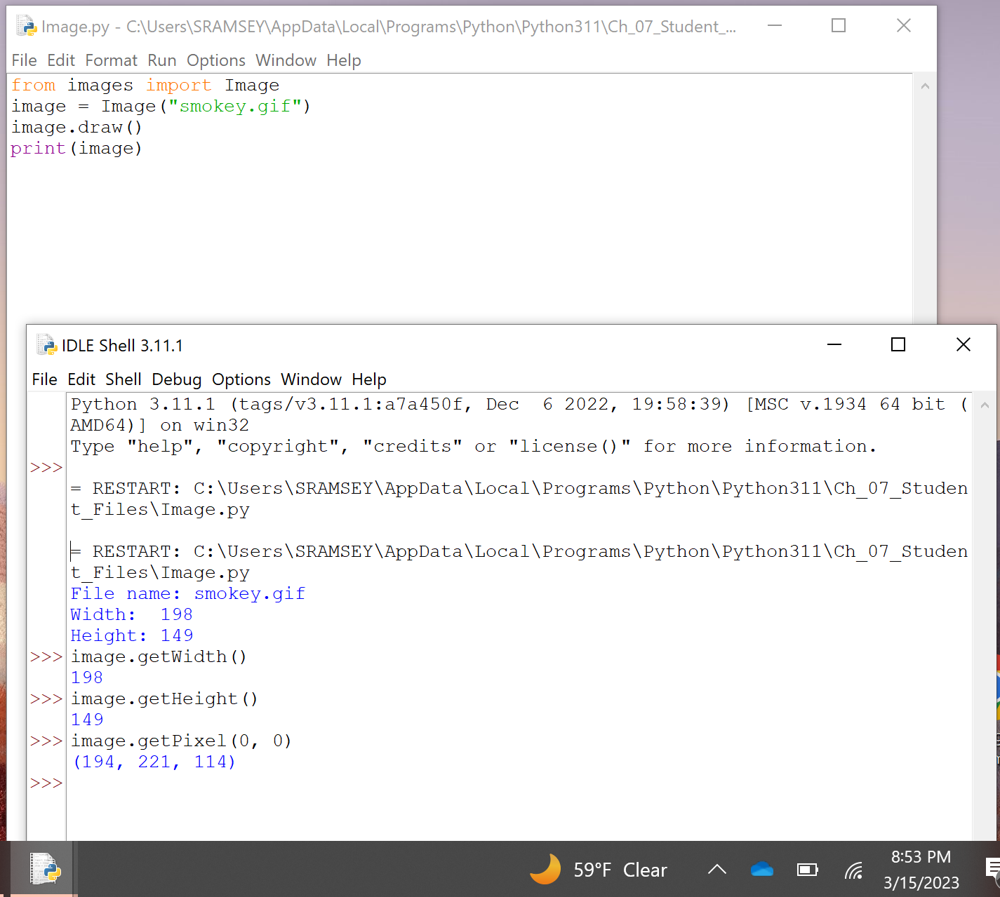 Image.py - C:\Users\SRAMSEY\AppData\Local\Programs\Python\Python311\Ch_07_Student_...
File Edit Format Run Options Window Help
from images import Image
image = Image("smokey.gif")
image.draw()
print(image)
IDLE Shell 3.11.1
File Edit Shell Debug Options Window Help
Python 3.11.1 (tags/v3.11.1:a7a450f, Dec  6 2022, 19:58:39) [MSC v.1934 64 bit (
AMD64)] on win32
Type "help", "copyright", "credits" or "license()" for more information.
>>>
= RESTART: C:\Users\SRAMSEY\AppData\Local\Programs\Python\Python311\Ch_07_Studen
t_Files\Image.py
= RESTART: C:\Users\SRAMSEY\AppData\Local\Programs\Python\Python311\Ch_07_Studen
t_Files\Image.py
File name: smokey.gif
Width:  198
Height: 149
>>> image.getWidth()
198
>>> image.getHeight()
149
>>> image.getPixel(0, 0)
(194, 221, 114)
>>>
59°F Clear
8:53 PM
3/15/2023